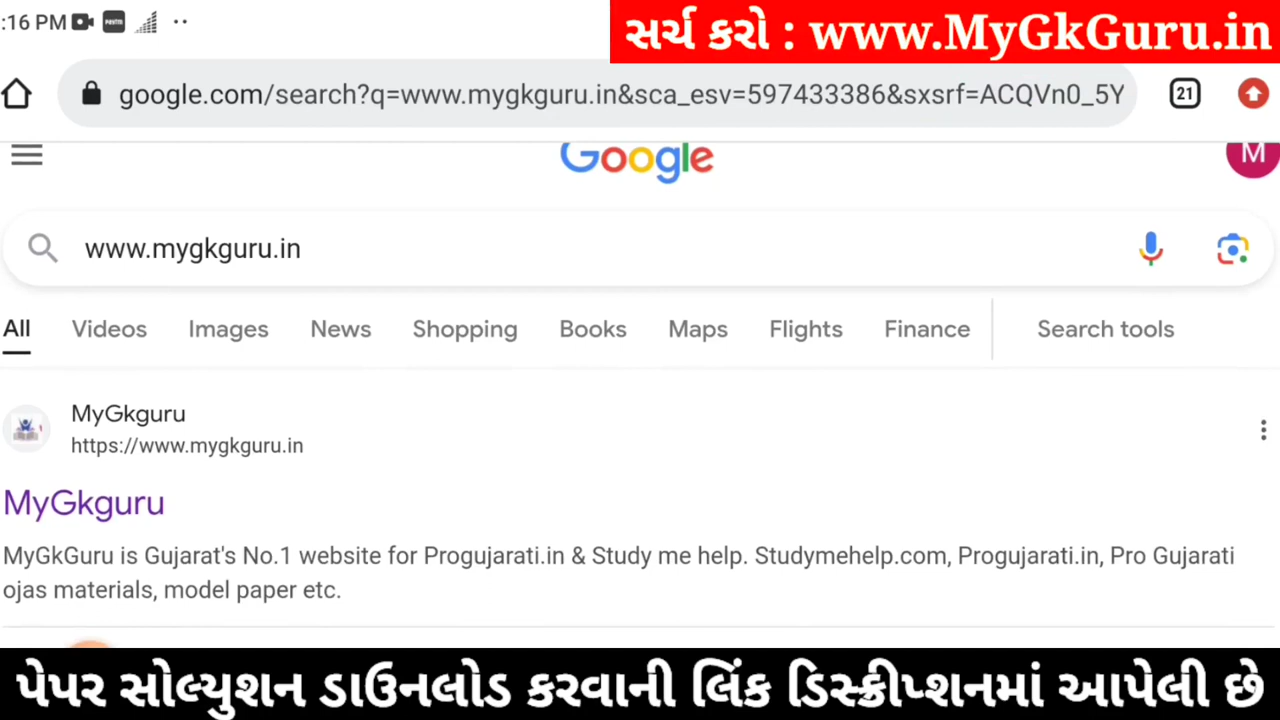 :16 PM
સર્ચ કરો : www.MyGkGuru.in
google.com/search?q=www.mygkguru.in&sca_esv=597433386&sxsrf=ACQVn0_5Y
21
Google
M
www.mygkguru.in
All Videos Images News Shopping Books Maps Flights Finance Search tools
MyGkguru
https://www.mygkguru.in
MyGkguru
MyGkGuru is Gujarat's No.1 website for Progujarati.in & Study me help. Studymehelp.com, Progujarati.in, Pro Gujarati
ojas materials, model paper etc.
પેપર સોલ્યુશન ડાઉનલોડ કરવાની લિંક ડિસ્ક્રીપ્શનમાં આપેલી છે